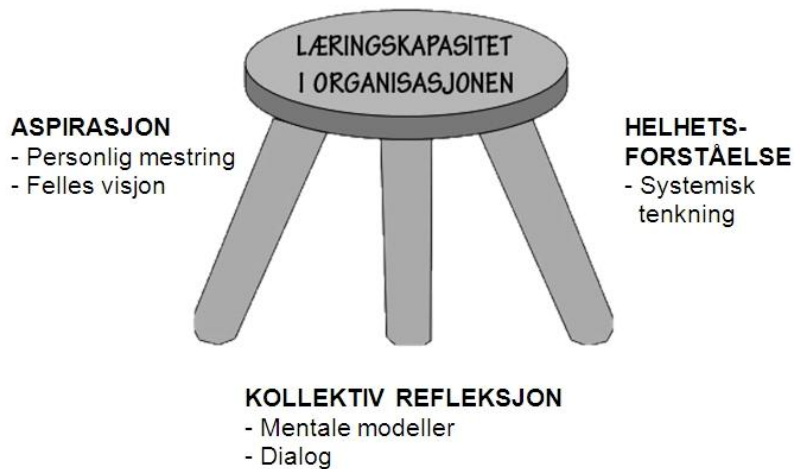 LÆRINGSKAPASITET
I ORGANISASJONEN
ASPIRASJON
- Personlig mestring
- Felles visjon
HELHETS-
FORSTÅELSE
- Systemisk
tenkning
KOLLEKTIV REFLEKSJON
- Mentale modeller
- Dialog